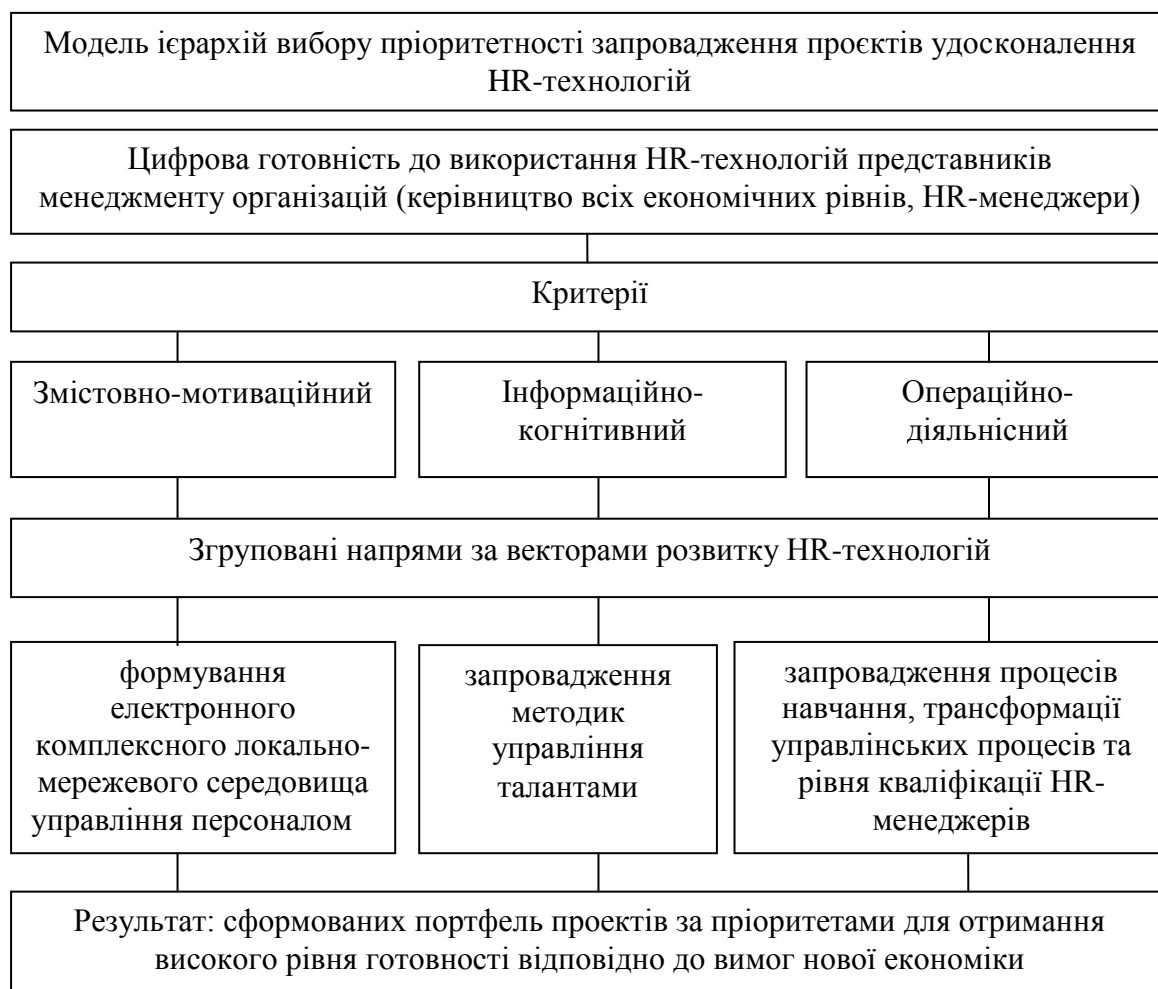 Модель ієрархій вибору пріоритетності запровадження проєктів удосконалення
HR-технологій
Цифрова готовність до використання HR-технологій представників
менеджменту організацій (керівництво всіх економічних рівнів, HR-менеджери)
Критерії
Змістовно-мотиваційний
Інформаційно-
когнітивний
Операційно-
діяльнісний
Згруповані напрями за векторами розвитку HR-технологій
формування
електронного
комплексного локально-
мережевого середовища
управління персоналом
запровадження
методик
управління
талантами
запровадження процесів
навчання, трансформації
управлінських процесів та
рівня кваліфікації HR-
менеджерів
Результат: сформованих портфель проектів за пріоритетами для отримання
високого рівня готовності відповідно до вимог нової економіки